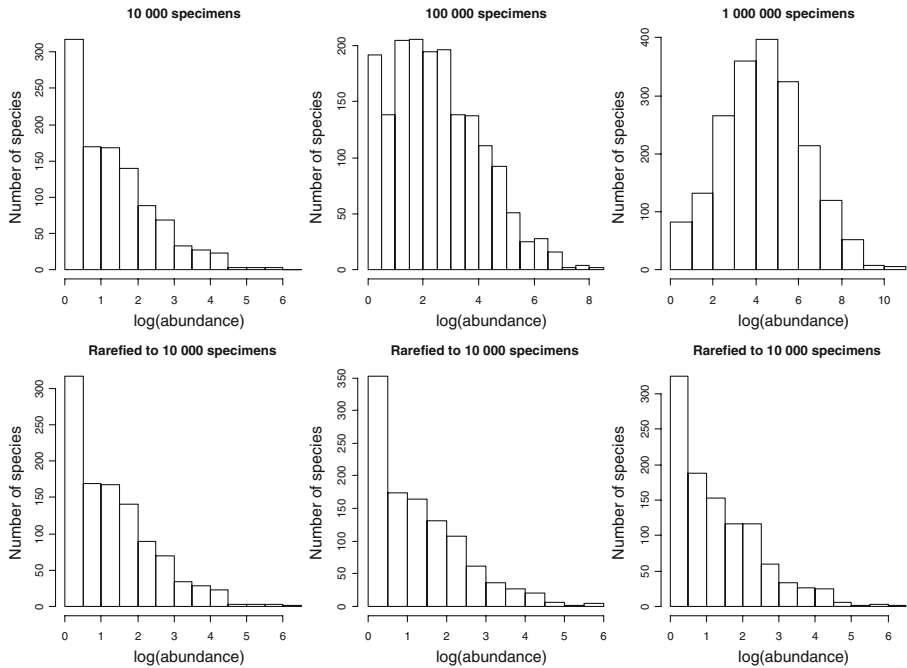 10 000 specimens
100 000 specimens
1 000 000 specimens
Number of species
0 50 100 150 200 250 300
0 1 2 3 4 5 6
log(abundance)
Number of species
0 50 100 150 200
0 2 4 6 8
log(abundance)
Number of species
0 100 200 300 400
0 2 4 6 8 10
log(abundance)
Rarefied to 10 000 specimens
Rarefied to 10 000 specimens
Rarefied to 10 000 specimens
Number of species
0 50 100 150 200 250 300
0 1 2 3 4 5 6
log(abundance)
Number of species
0 50 100 150 200 250 300 350
0 1 2 3 4 5 6
log(abundance)
Number of species
0 50 100 150 200 250 300
0 1 2 3 4 5 6
log(abundance)